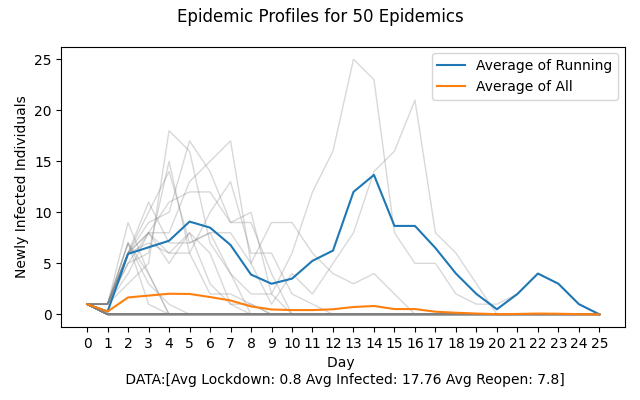 Epidemic Profiles for 50 Epidemics
Newly Infected Individuals
25
20
15
10
5
0
Average of Running
Average of All
0 1 2 3 4 5 6 7 8 9 10 11 12 13 14 15 16 17 18 19 20 21 22 23 24 25
Day
DATA:[Avg Lockdown: 0.8 Avg Infected: 17.76 Avg Reopen: 7.8]